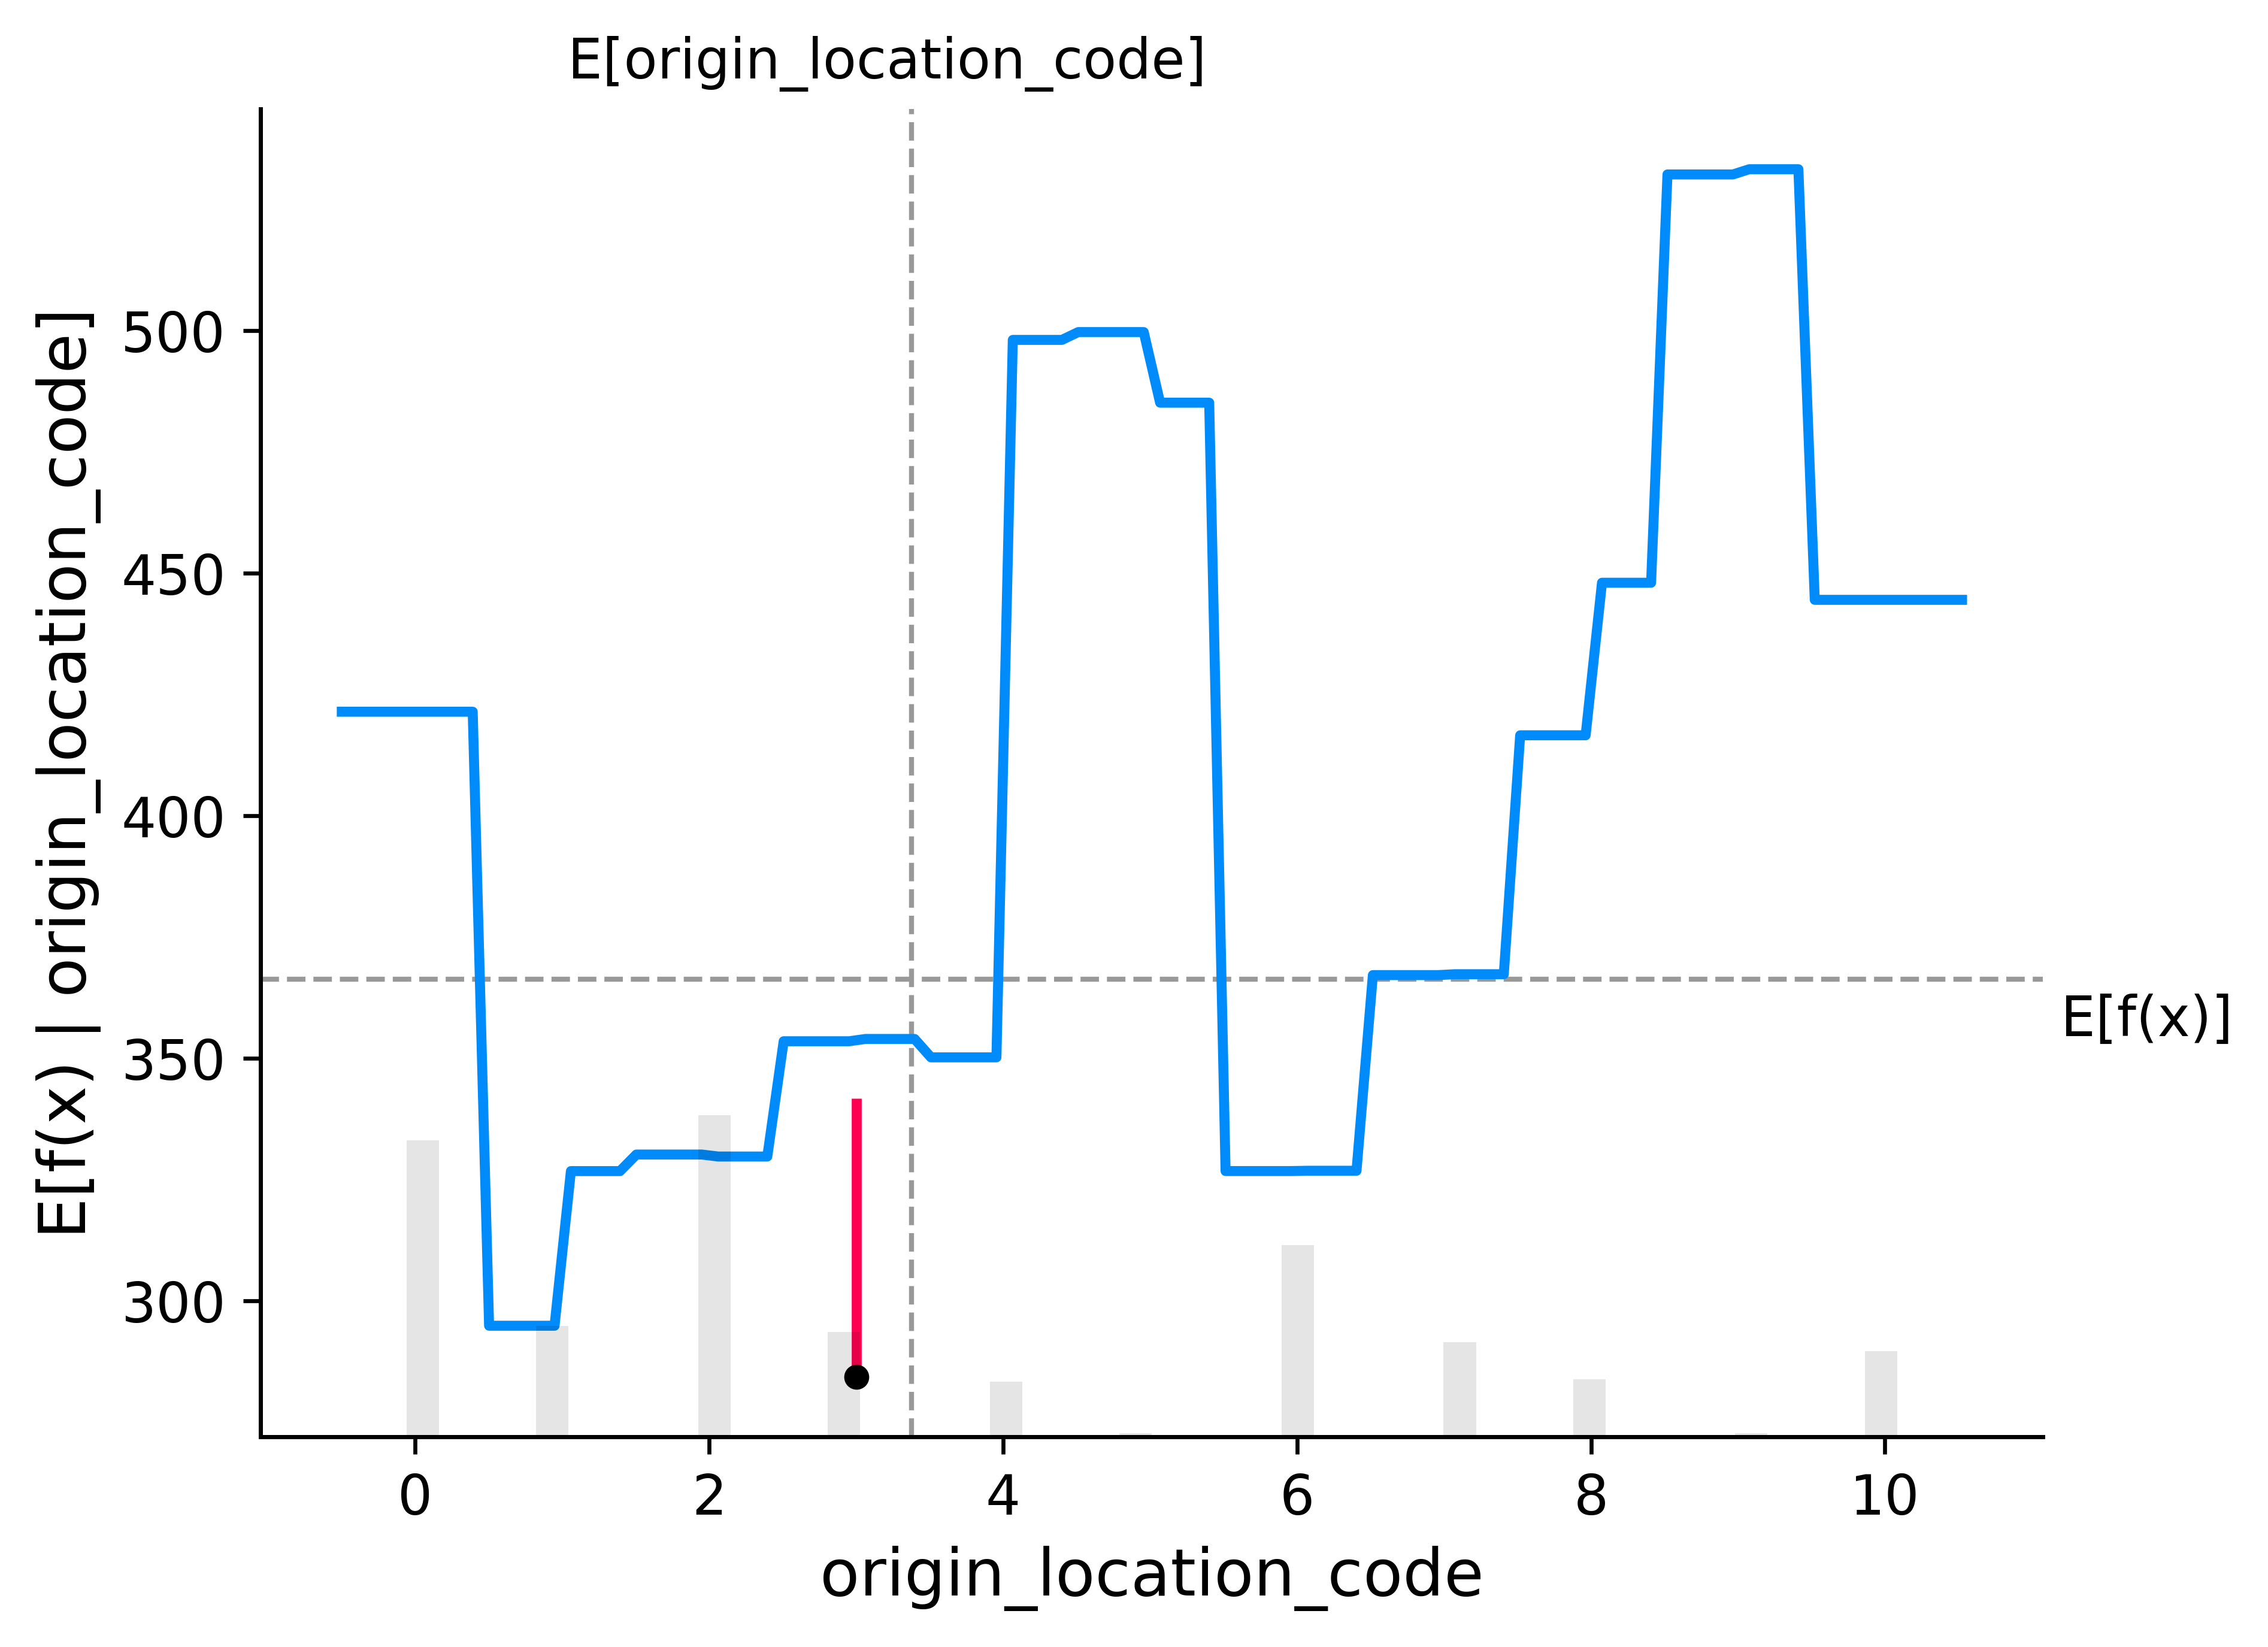 E[origin_location_code]
E[f(x) | origin_location_code]
500
450
400
350
300
E[f(x)]
0 2 4 6 8 10
origin_location_code